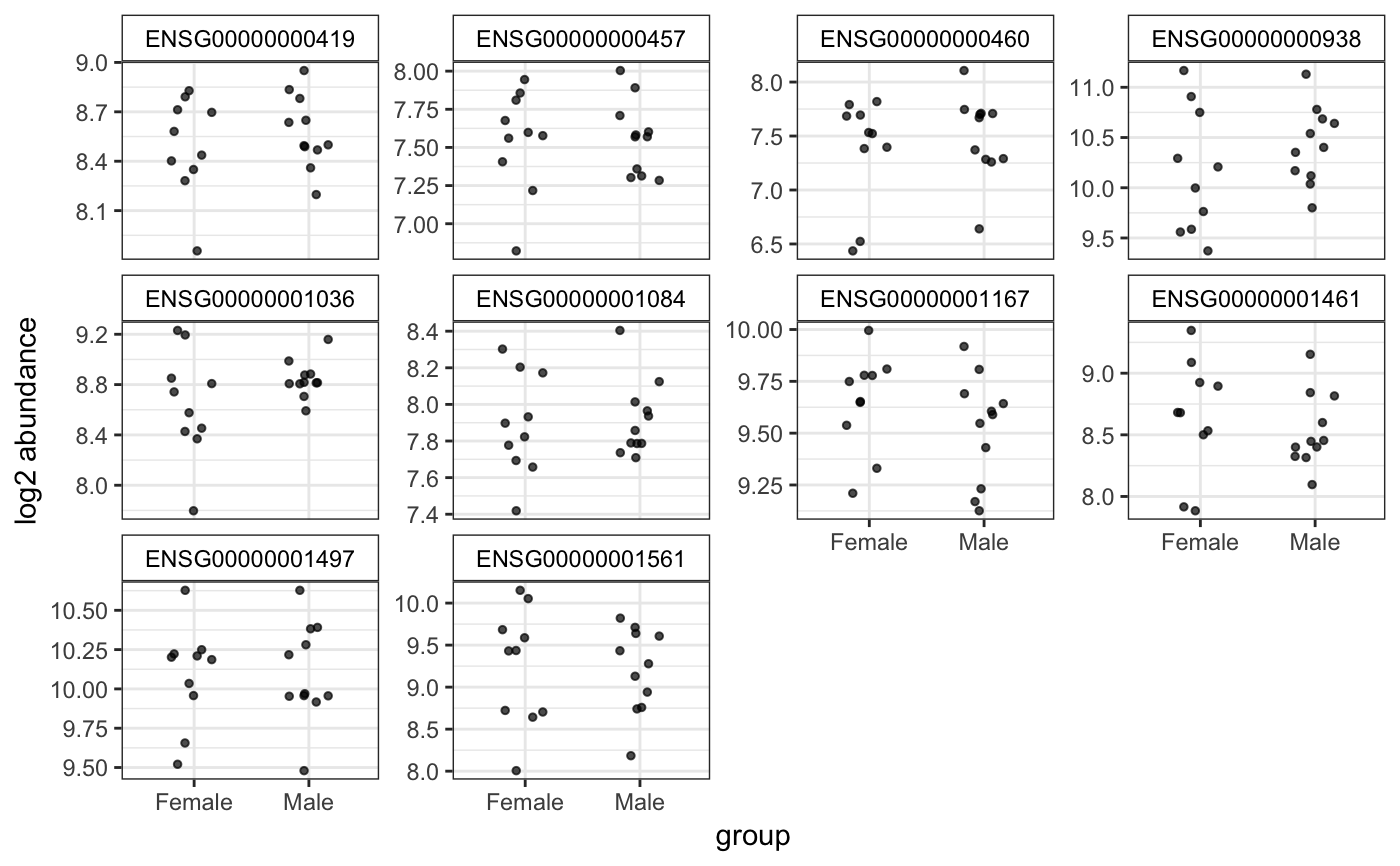 ENSG00000000419 ENSG00000000457 ENSG00000000460 ENSG00000000938
9.0 8.7 8.4 8.1
8.00 7.75 7.50 7.25 7.00
8.0 7.5 7.0 6.5
11.0 10.5 10.0 9.5
ENSG00000001036 ENSG00000001084 ENSG00000001167 ENSG00000001461
9.2 8.8 8.4 8.0
8.4 8.2 8.0 7.8 7.6 7.4
10.00 9.75 9.50 9.25
9.0 8.5 8.0
Female Male Female Male
ENSG00000001497 ENSG00000001561
10.50 10.25 10.00 9.75 9.50
10.0 9.5 9.0 8.5 8.0
Female Male Female Male
log2 abundance
group